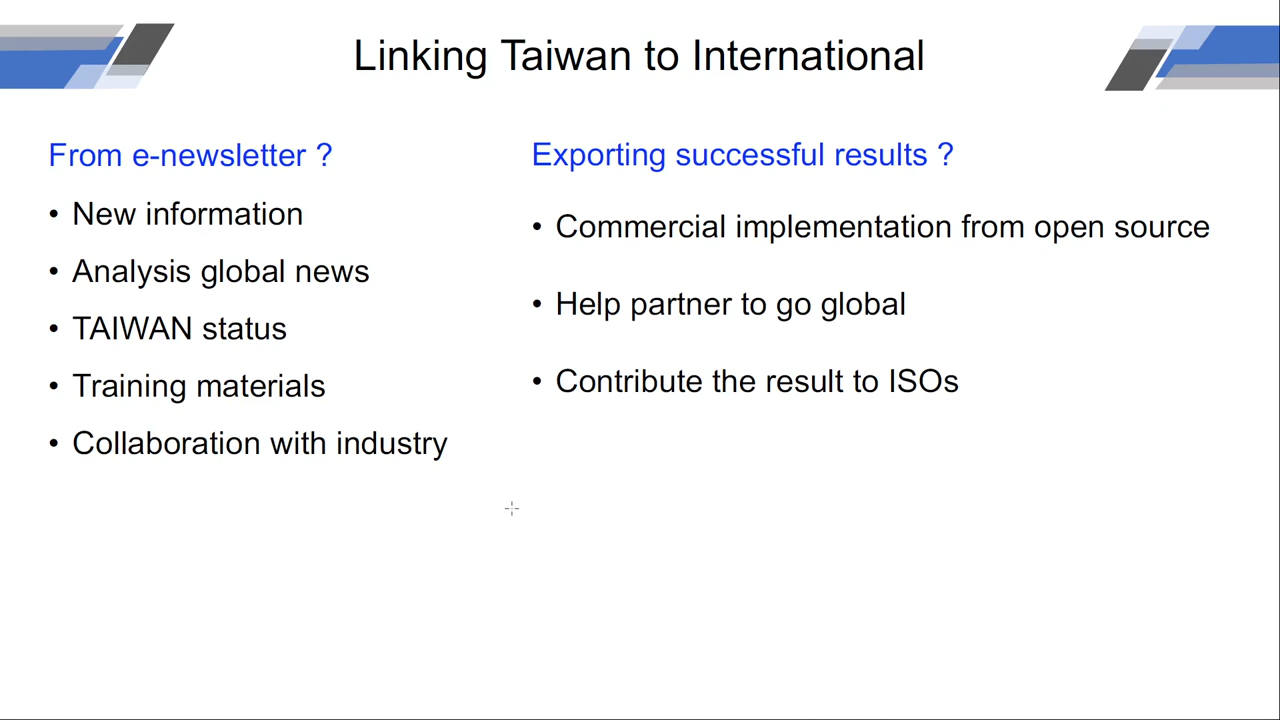 Linking Taiwan to International
From e-newsletter ?
• New information
• Analysis global news
• TAIWAN status
• Training materials
• Collaboration with industry
Exporting successful results ?
• Commercial implementation from open source
• Help partner to go global
• Contribute the result to ISOs